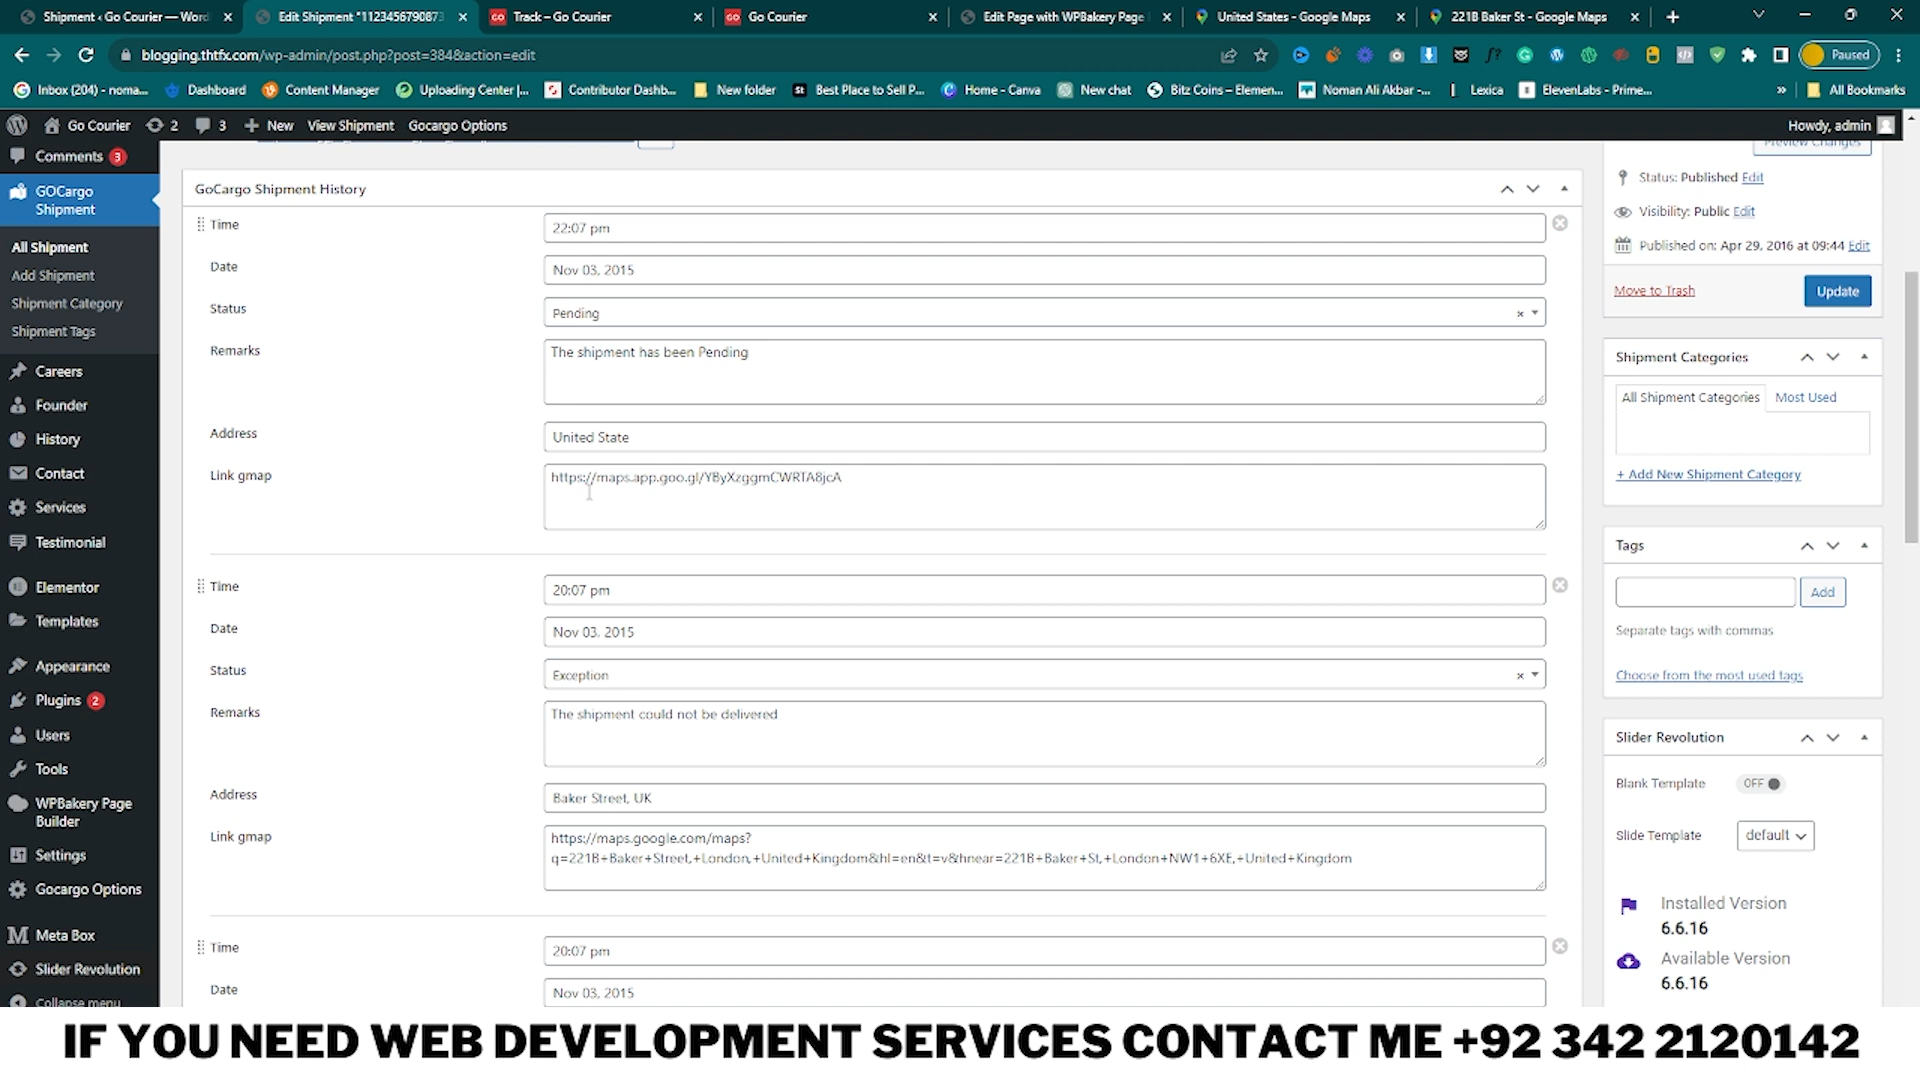 Shipment ‹ Go Courier — Word
Edit Shipment "1123456790873
Track – Go Courier
Go Courier
Edit Page with WPBakery Page
United States - Google Maps
221B Baker St - Google Maps
blogging.thtfx.com/wp-admin/post.php?post=384&action=edit
Paused
Inbox (204) - noma...
Dashboard
Content Manager
Uploading Center |...
Contributor Dashb...
New folder
Best Place to Sell P...
Home - Canva
New chat
Bitz Coins – Elemen...
Noman Ali Akbar -...
Lexica
ElevenLabs - Prime...
All Bookmarks
Go Courier
2
3
New
View Shipment
Gocargo Options
Howdy, admin
Comments 3
GOCargo
Shipment
All Shipment
Add Shipment
Shipment Category
Shipment Tags
Careers
Founder
History
Contact
Services
Testimonial
Elementor
Templates
Appearance
Plugins 2
Users
Tools
WPBakery Page
Builder
Settings
Gocargo Options
Meta Box
Slider Revolution
Collapse menu
GoCargo Shipment History
Time
22:07 pm
Date
Nov 03, 2015
Status
Pending
Remarks
The shipment has been Pending
Address
United State
Link gmap
https://maps.app.goo.gl/YByXzggmCWRTA8jcA
Time
20:07 pm
Date
Nov 03, 2015
Status
Exception
Remarks
The shipment could not be delivered
Address
Baker Street, UK
Link gmap
https://maps.google.com/maps?
q=221B+Baker+Street,+London,+United+Kingdom&hl=en&t=v&hnear=221B+Baker+St,+London+NW1+6XE,+United+Kingdom
Time
20:07 pm
Date
Nov 03, 2015
Preview Changes
Status: Published Edit
Visibility: Public Edit
Published on: Apr 29, 2016 at 09:44 Edit
Move to Trash
Update
Shipment Categories
All Shipment Categories
Most Used
+ Add New Shipment Category
Tags
Add
Separate tags with commas
Choose from the most used tags
Slider Revolution
Blank Template
OFF
Slide Template
default
Installed Version
6.6.16
Available Version
6.6.16
IF YOU NEED WEB DEVELOPMENT SERVICES CONTACT ME +92 342 2120142